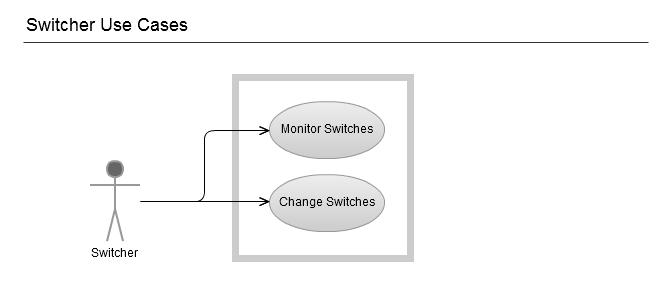 Switcher Use Cases
Monitor Switches
Change Switches
Switcher